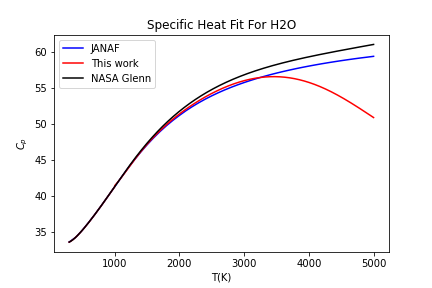 Specific Heat Fit For H2O
JANAF
This work
NASA Glenn
60
55
50
45
40
35
C_p
1000
2000
3000
4000
5000
T(K)